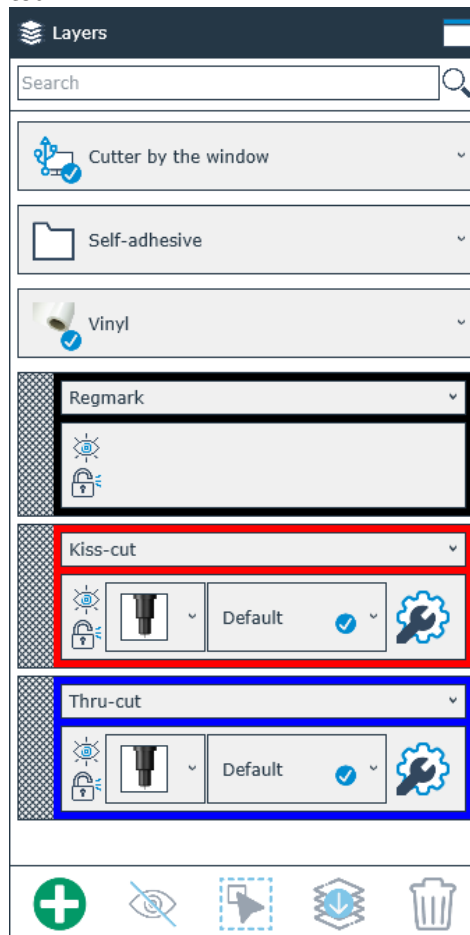 Layers
Search
Cutter by the window
Self-adhesive
Vinyl
Regmark
Kiss-cut
Default
Thru-cut
Default